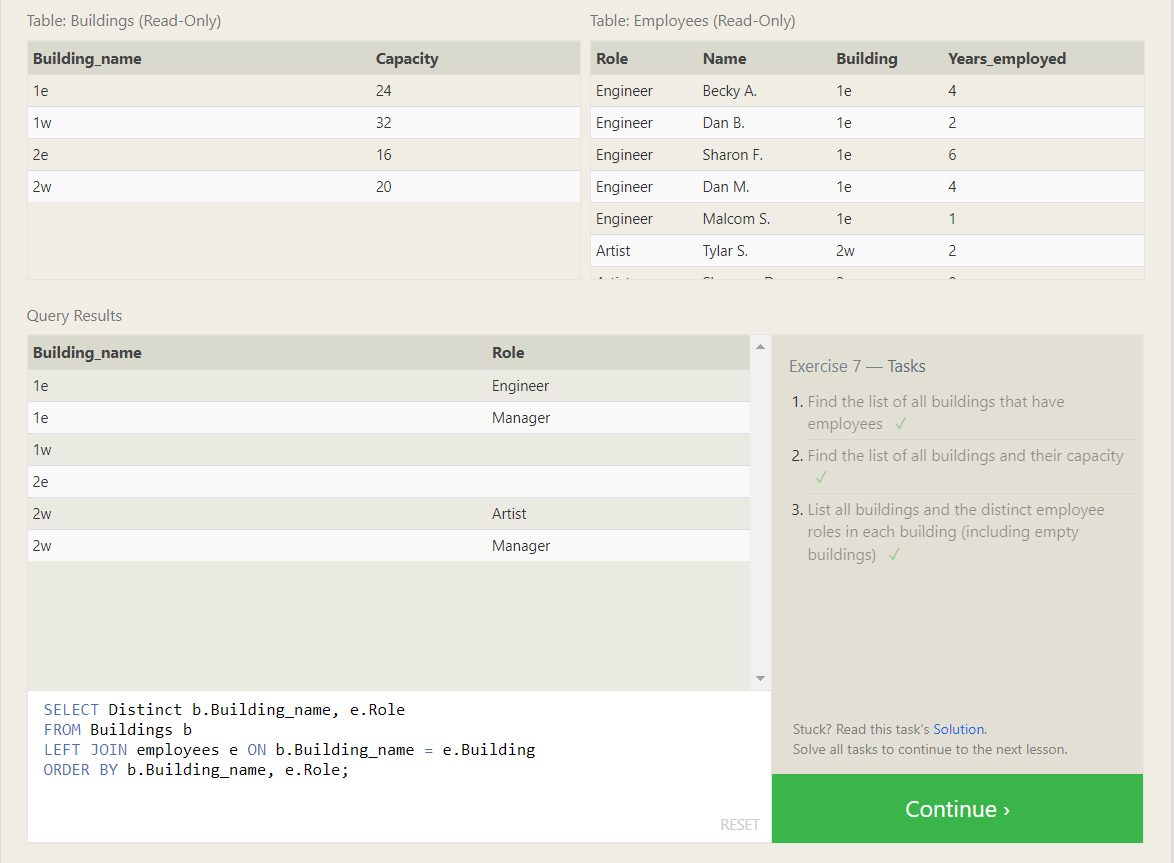 Table: Buildings (Read-Only)
Building_name Capacity
1e 24
1w 32
2e 16
2w 20
Table: Employees (Read-Only)
Role Name Building Years_employed
Engineer Becky A. 1e 4
Engineer Dan B. 1e 2
Engineer Sharon F. 1e 6
Engineer Dan M. 1e 4
Engineer Malcom S. 1e 1
Artist Tylar S. 2w 2
Query Results
Building_name Role
1e Engineer
1e Manager
1w
2e
2w Artist
2w Manager
SELECT Distinct b.Building_name, e.Role
FROM Buildings b
LEFT JOIN employees e ON b.Building_name = e.Building
ORDER BY b.Building_name, e.Role;
RESET
Exercise 7 — Tasks
1. Find the list of all buildings that have
employees ✓
2. Find the list of all buildings and their capacity
✓
3. List all buildings and the distinct employee
roles in each building (including empty
buildings) ✓
Stuck? Read this task's Solution.
Solve all tasks to continue to the next lesson.
Continue ›